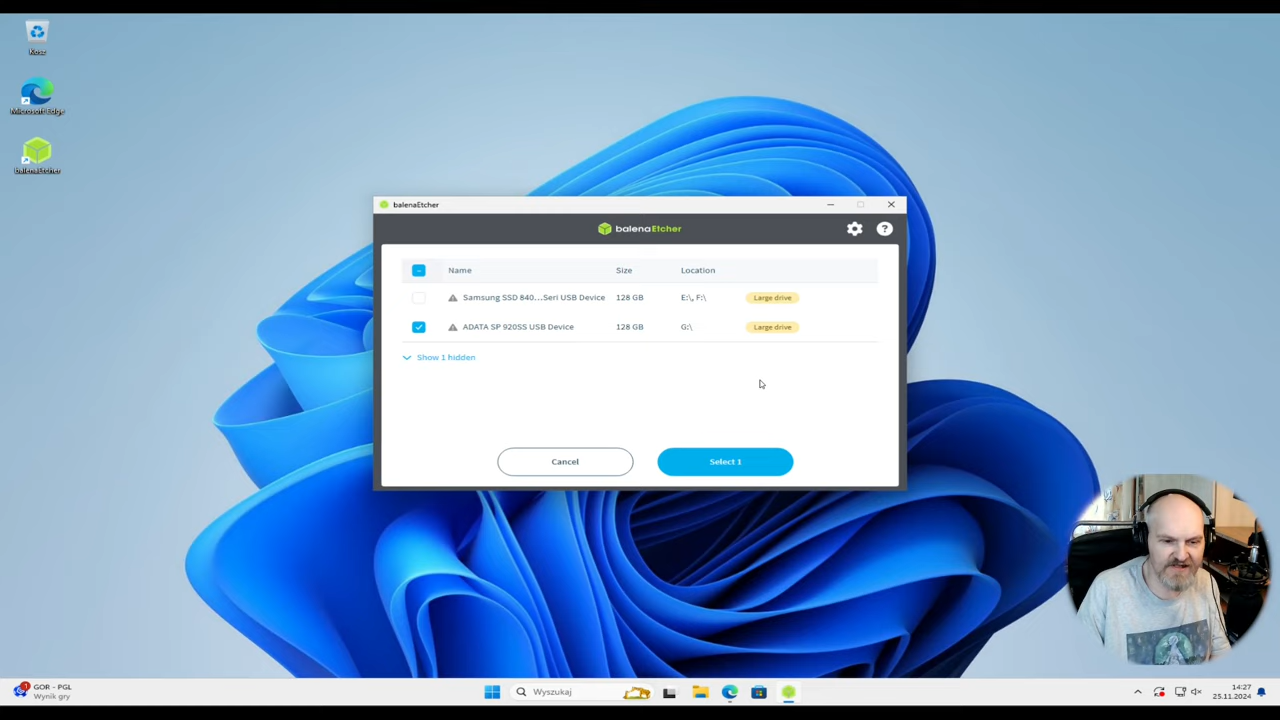 Kosz
Microsoft Edge
balenaEtcher
balenaEtcher
balenaEtcher
Name Size Location
Samsung SSD 840...Seri USB Device 128 GB E:\, F:\ Large drive
ADATA SP 920SS USB Device 128 GB G:\ Large drive
Show 1 hidden
Cancel Select 1
GOR - PGL
Wynik gry
Wyszukaj
14:27
25.11.2024